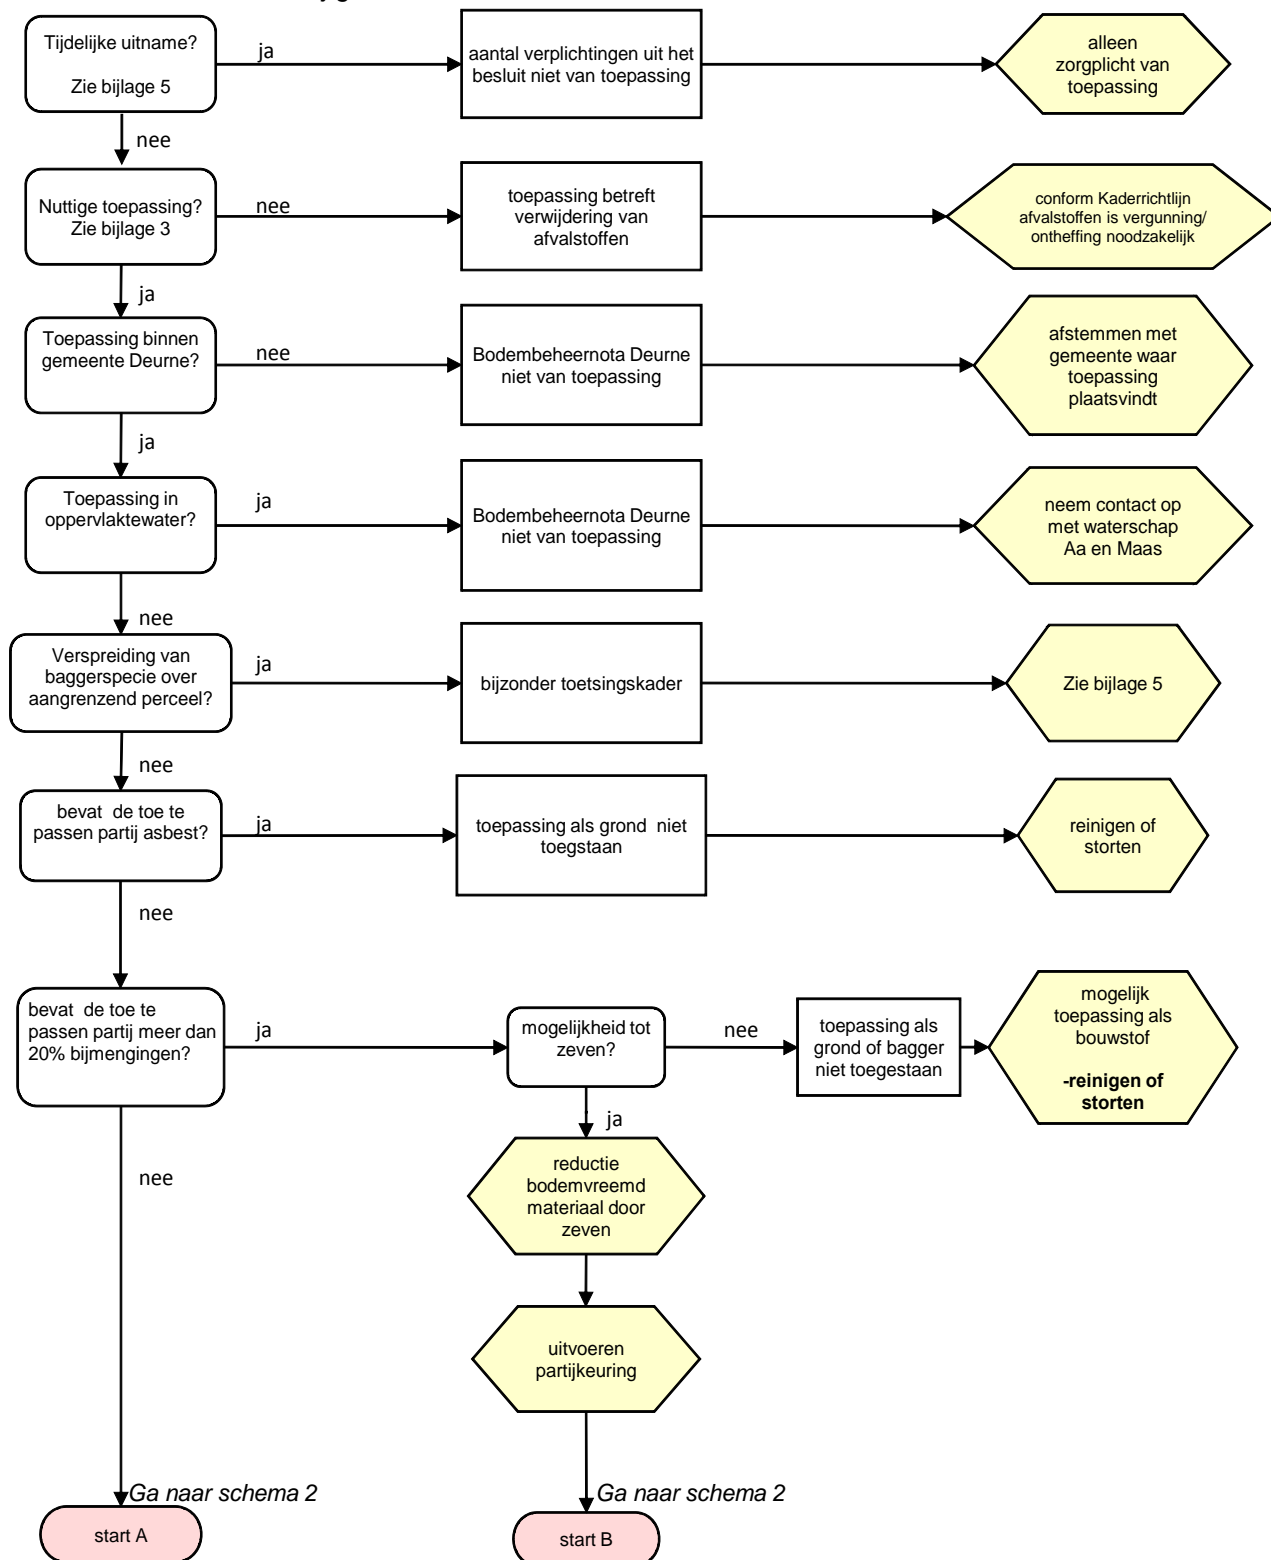 Tijdelijke uitname?
Zie bijlage 5
ja
aantal verplichtingen uit het
besluit niet van toepassing
alleen
zorgplicht van
toepassing
nee
Nuttige toepassing?
Zie bijlage 3
nee
toepassing betreft
verwijdering van
afvalstoffen
conform Kaderrichtlijn
afvalstoffen is vergunning/
ontheffing noodzakelijk
ja
Toepassing binnen
gemeente Deurne?
nee
Bodembeheernota Deurne
niet van toepassing
afstemmen met
gemeente waar
toepassing
plaatsvindt
ja
Toepassing in
oppervlaktewater?
ja
Bodembeheernota Deurne
niet van toepassing
neem contact op
met waterschap
Aa en Maas
nee
Verspreiding van
baggerspecie over
aangrenzend perceel?
ja
bijzonder toetsingskader
Zie bijlage 5
nee
bevat de toe te
passen partij asbest?
ja
toepassing als grond niet
toegstaan
reinigen of
storten
nee
bevat de toe te
passen partij meer dan
20% bijmengingen?
ja
mogelijkheid tot
zeven?
nee
toepassing als
grond of bagger
niet toegestaan
mogelijk
toepassing als
bouwstof
-reinigen of
storten
ja
nee
reductie
bodemvreemd
materiaal door
zeven
uitvoeren
partijkeuring
Ga naar schema 2
Ga naar schema 2
start A
start B